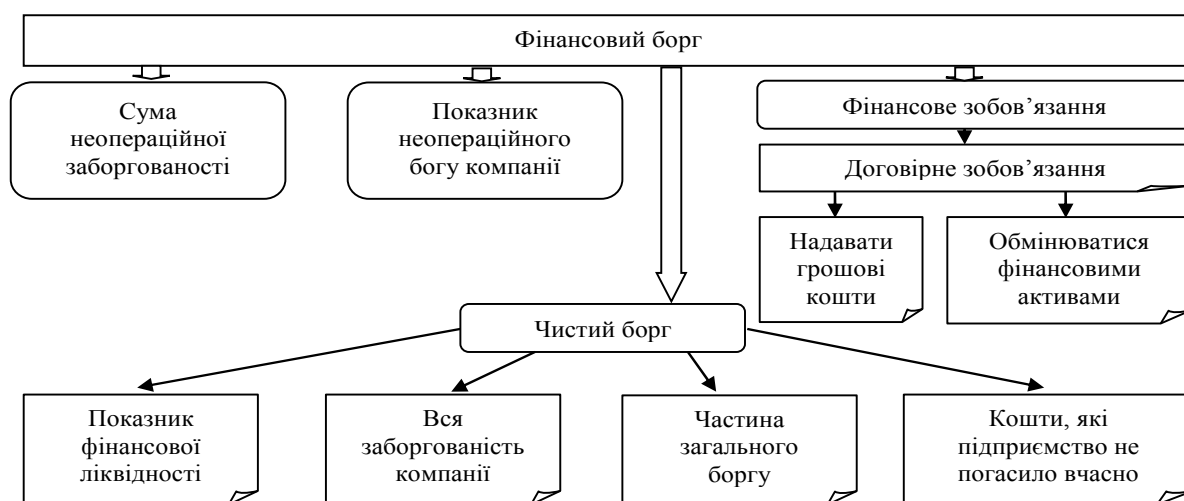 Фінансовий борг
Сума
неопераційної
заборгованості
Показник
неопераційного
богу компанії
Фінансове зобов’язання
Договірне зобов’язання
Надавати
грошові
кошти
Обмінюватися
фінансовими
активами
Чистий борг
Показник
фінансової
ліквідності
Вся
заборгованість
компанії
Частина
загального
боргу
Кошти, які
підприємство не
погасило вчасно